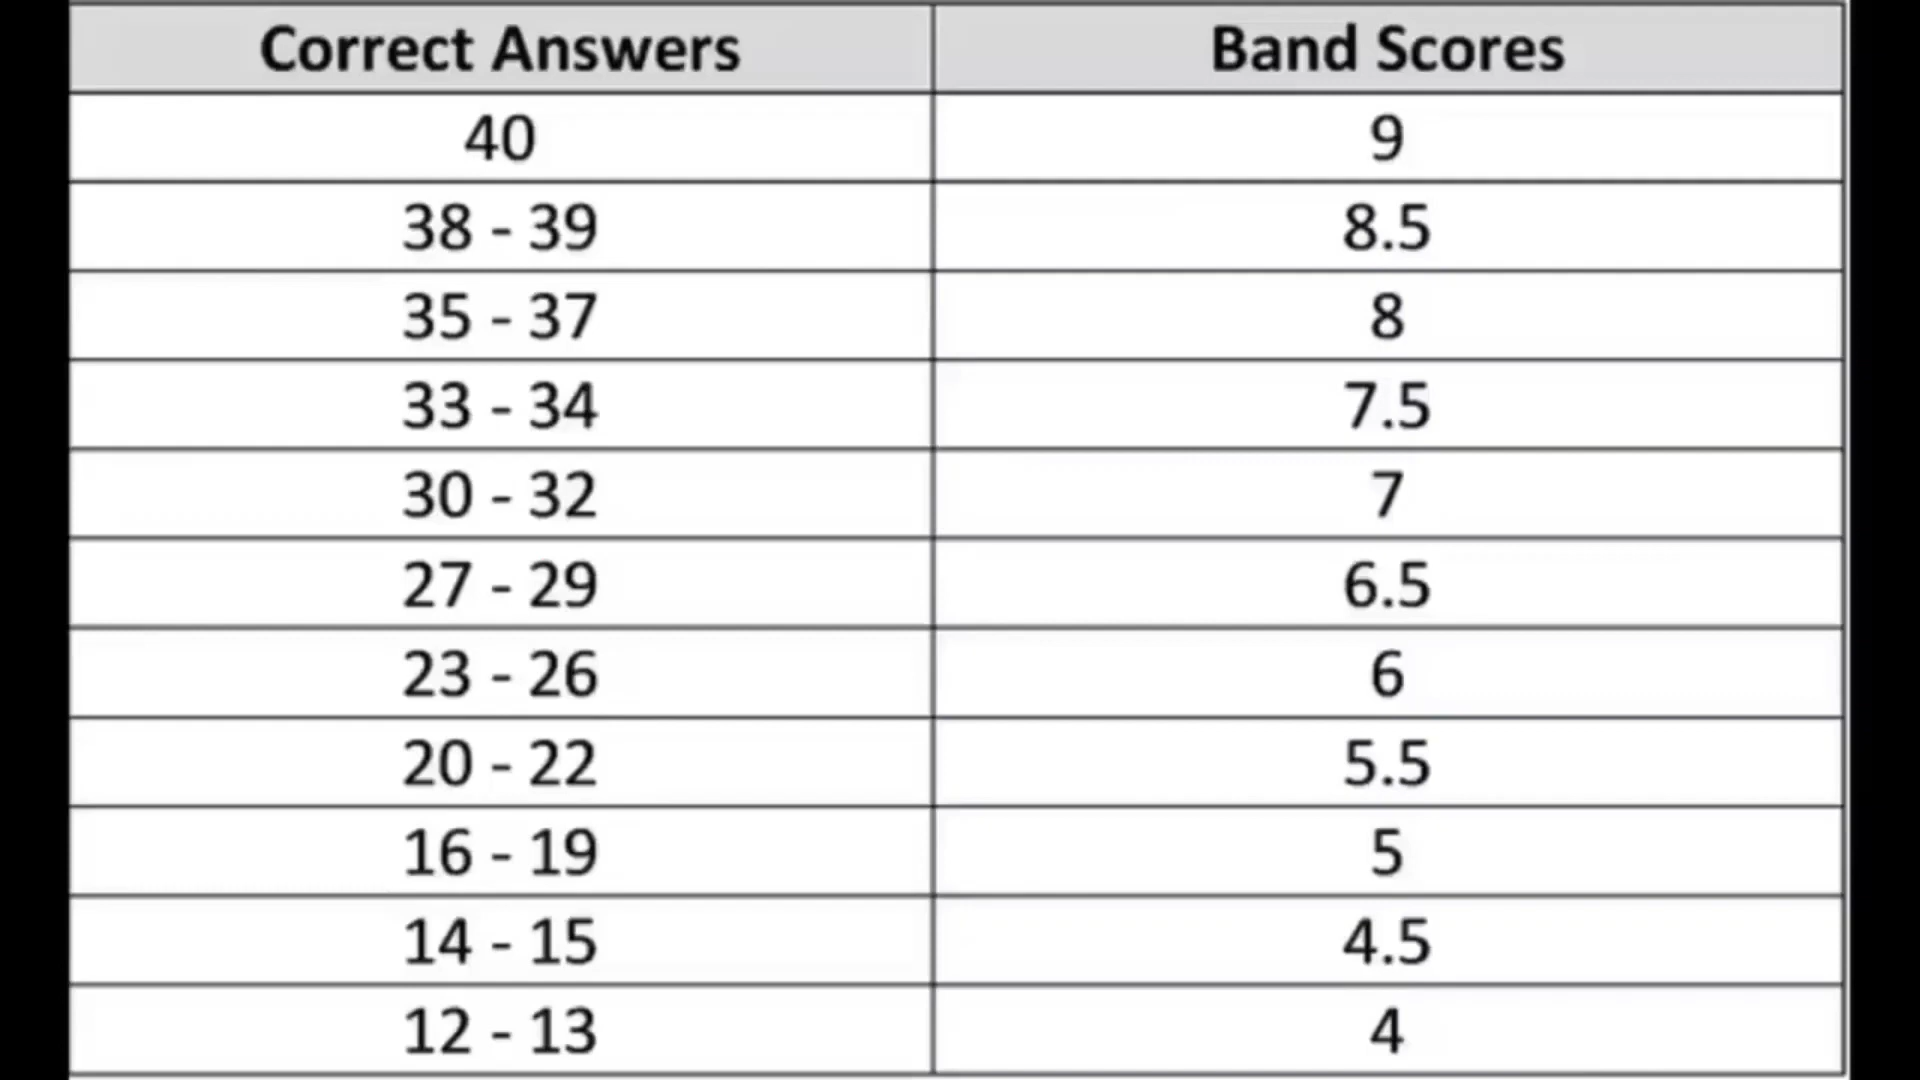 Correct Answers Band Scores
40 9
38 - 39 8.5
35 - 37 8
33 - 34 7.5
30 - 32 7
27 - 29 6.5
23 - 26 6
20 - 22 5.5
16 - 19 5
14 - 15 4.5
12 - 13 4